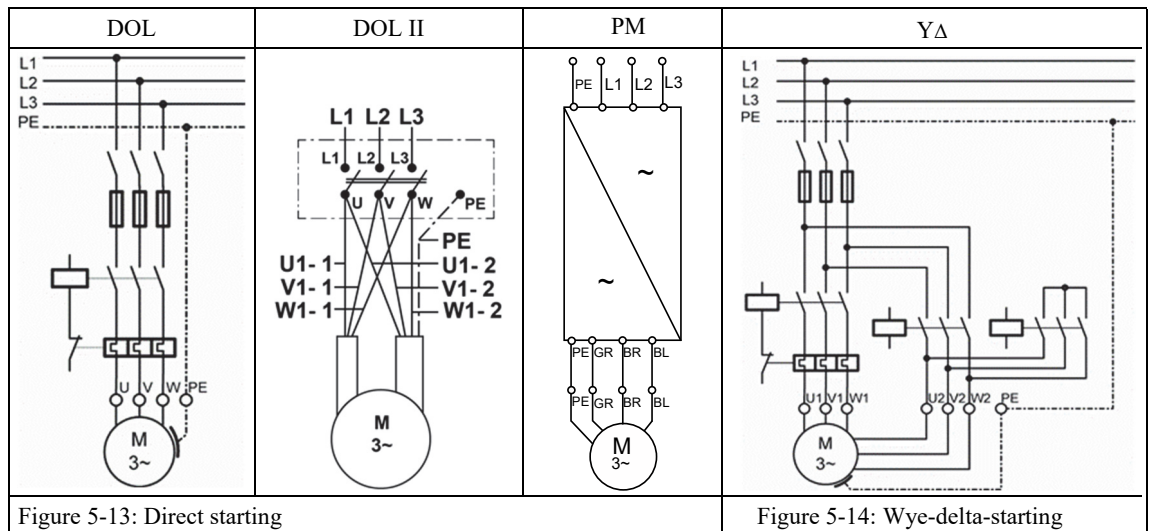 DOL
DOL II
PM
YΔ
L1
L2
L3
PE
U V W PE
M
3~
L1 L2 L3
L1 L2 L3
U V W PE
PE
U1-1 U1-2
V1-1 V1-2
W1-1 W1-2
M
3~
PE L1 L2 L3
~
~
PE GR BR BL
PE GR BR BL
M
3~
L1
L2
L3
PE
U1 V1 W1 U2 V2 W2 PE
M
3~
Figure 5-13: Direct starting
Figure 5-14: Wye-delta-starting